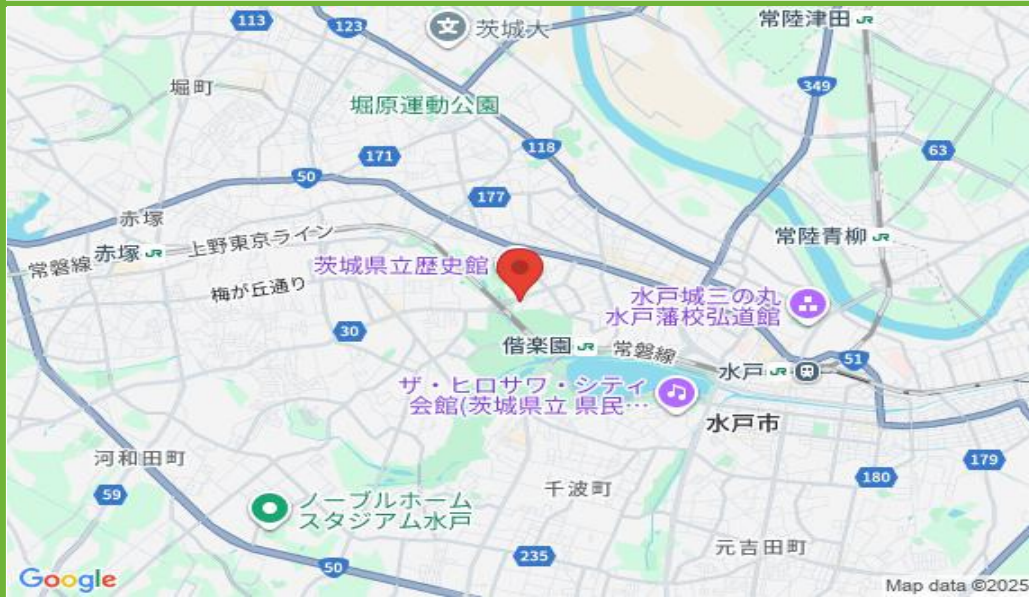 常陸津田 JR
113
123
茨城大
349
堀町
堀原運動公園
118
63
171
50
177
赤塚
上野東京ライン
常陸青柳 JR
赤塚 JR
常磐線
茨城県立歴史館
梅が丘通り
水戸城三の丸
水戸藩校弘道館
30
偕楽園 JR
常磐線
51
水戸 JR
ザ・ヒロサワ・シティ
会館(茨城県立 県民…
水戸市
河和田町
179
180
59
千波町
ノーブルホーム
スタジアム水戸
元吉田町
235
50
Google
Map data ©2025